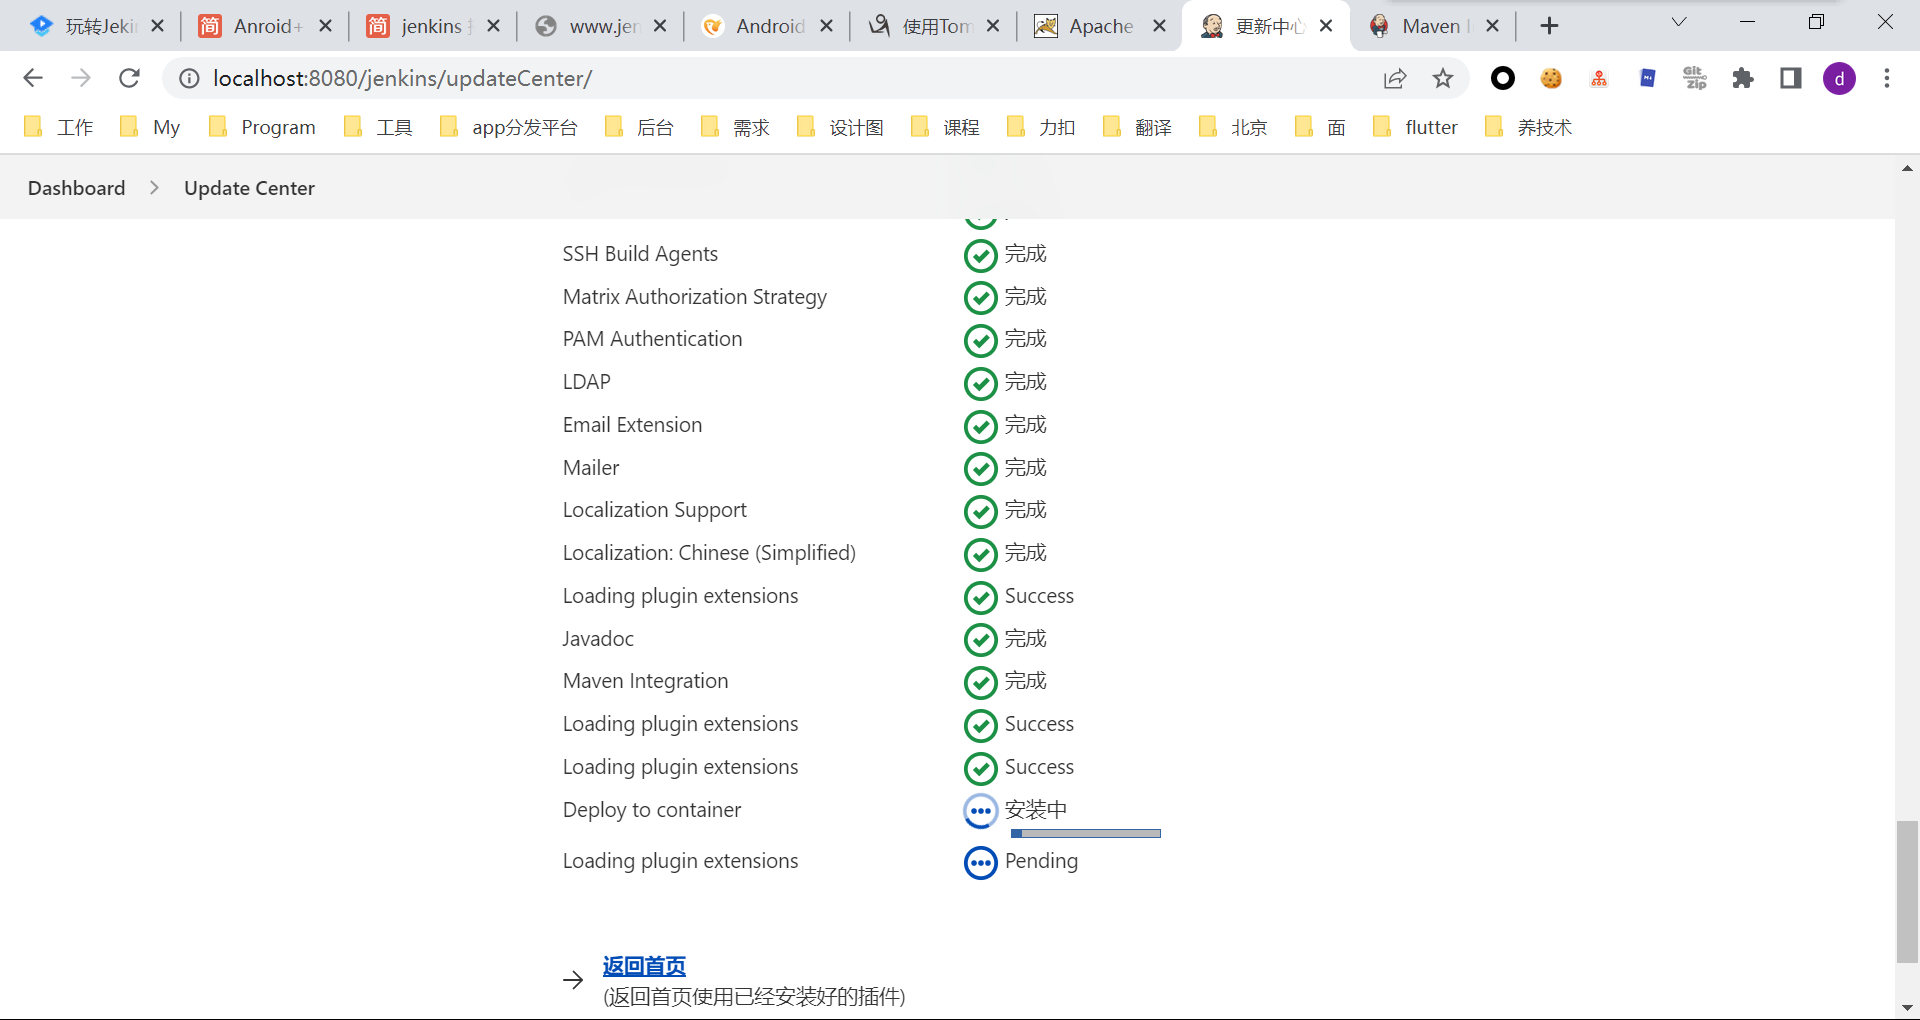 玩转Jeki
Anroid+
jenkins
www.jen
Android
使用Tom
Apache
更新中心
Maven I
localhost:8080/jenkins/updateCenter/
Git
Zip
d
工作
My
Program
工具
app分发平台
后台
需求
设计图
课程
力扣
翻译
北京
面
flutter
养技术
Dashboard
Update Center
SSH Build Agents 完成
Matrix Authorization Strategy 完成
PAM Authentication 完成
LDAP 完成
Email Extension 完成
Mailer 完成
Localization Support 完成
Localization: Chinese (Simplified) 完成
Loading plugin extensions Success
Javadoc 完成
Maven Integration 完成
Loading plugin extensions Success
Loading plugin extensions Success
Deploy to container 安装中
Loading plugin extensions Pending
返回首页
(返回首页使用已经安装好的插件)